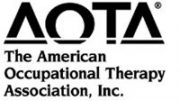 AOTA®
The American
Occupational Therapy
Association, Inc.